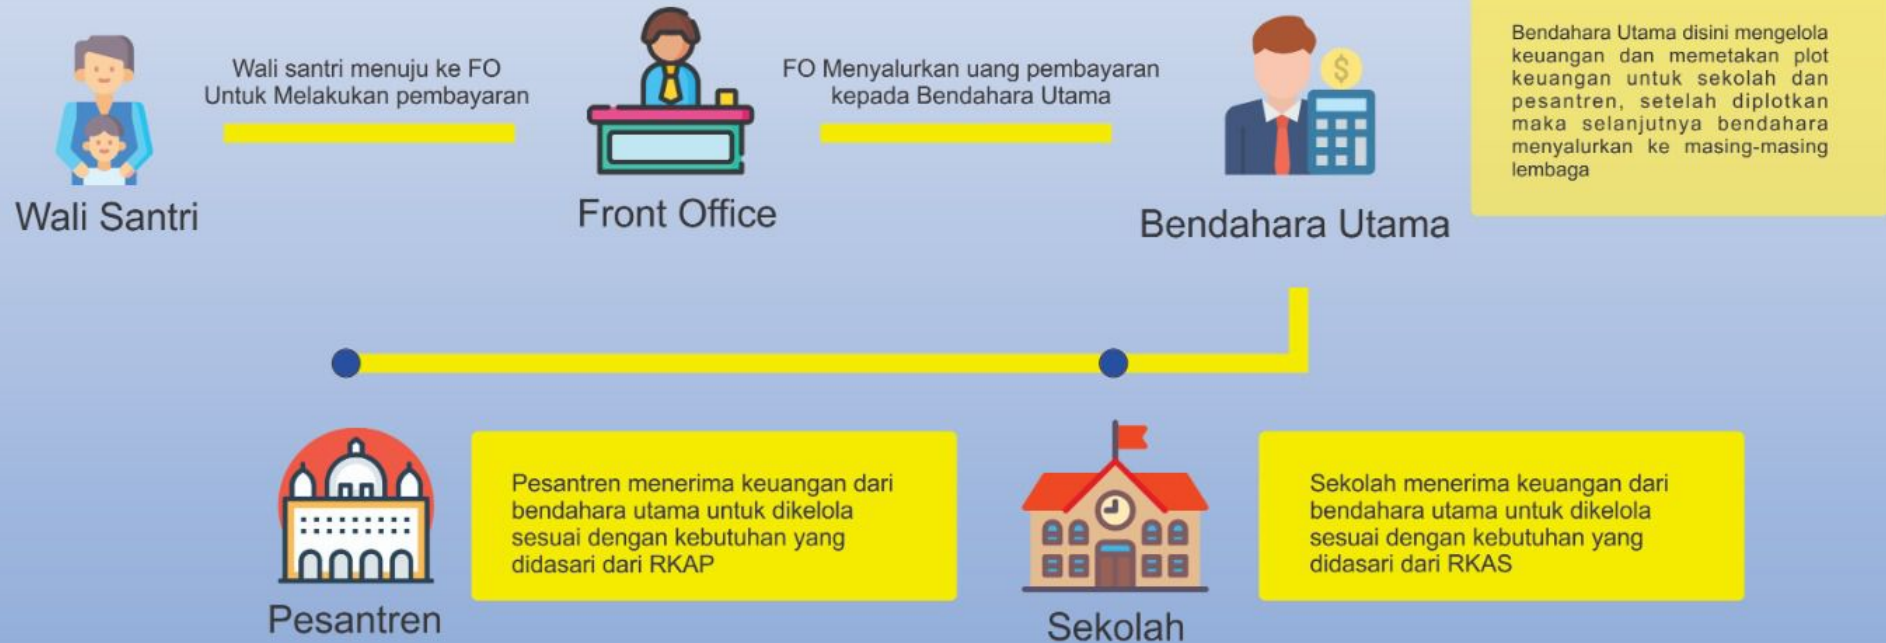 Wali santri menuju ke FO
Untuk Melakukan pembayaran
FO Menyalurkan uang pembayaran
kepada Bendahara Utama
Bendahara Utama disini mengelola
keuangan dan memetakan plot
keuangan untuk sekolah dan
pesantren, setelah diplotkan
maka selanjutnya bendahara
menyalurkan ke masing-masing
lembaga
Wali Santri
Front Office
Bendahara Utama
$
Pesantren menerima keuangan dari
bendahara utama untuk dikelola
sesuai dengan kebutuhan yang
didasari dari RKAP
Sekolah menerima keuangan dari
bendahara utama untuk dikelola
sesuai dengan kebutuhan yang
didasari dari RKAS
Pesantren
Sekolah